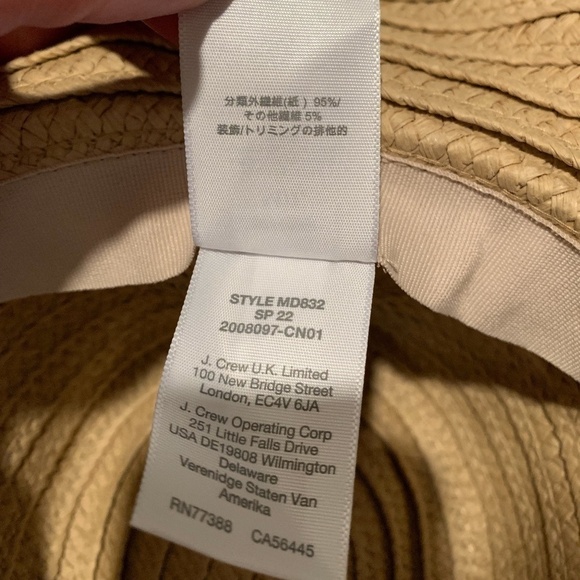 分類外繊維(紙) 95%/
その他繊維 5%
装飾/トリミングの排他的
STYLE MD832
SP 22
2008097-CN01
J. Crew U.K. Limited
100 New Bridge Street
London, EC4V 6JA
J. Crew Operating Corp
251 Little Falls Drive
USA DE19808 Wilmington
Delaware
Verenidge Staten Van
Amerika
RN77388 CA56445